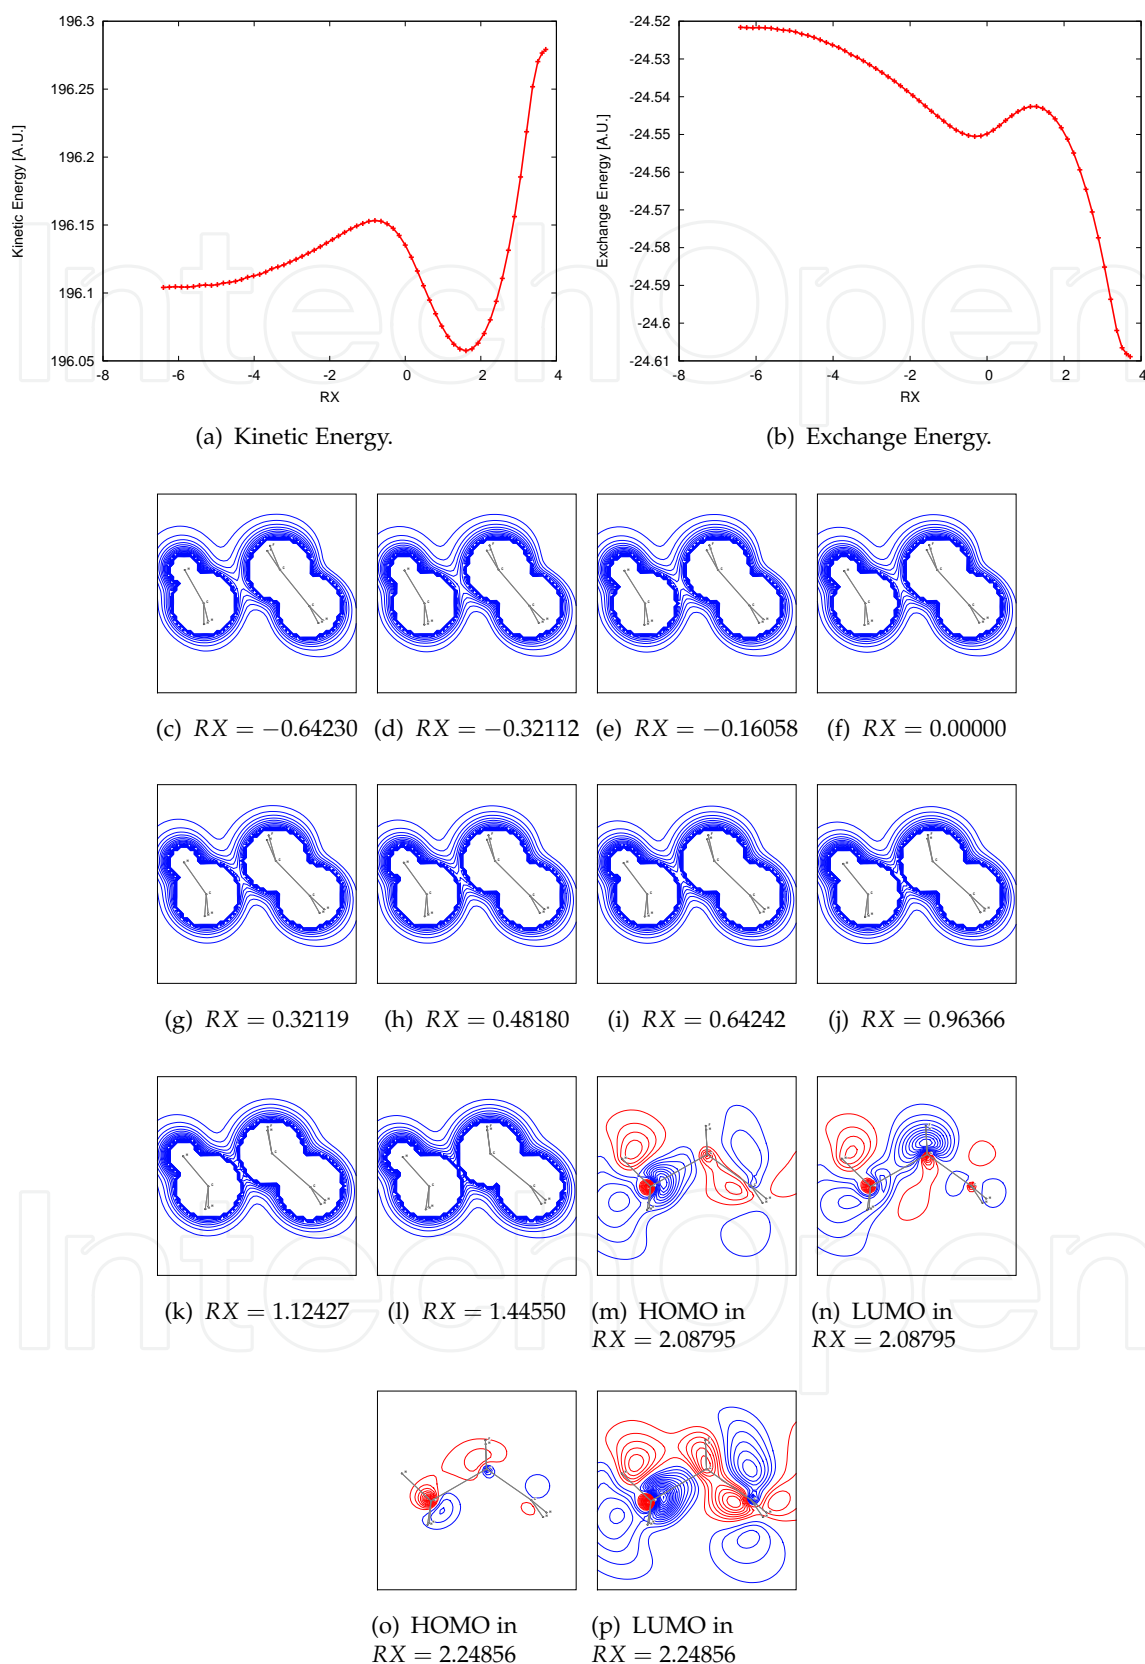 196.3
196.25
196.2
196.15
196.1
196.05
-8
-6
-4
-2
0
2
4
Kinetic Energy [A.U.]
RX
-24.52
-24.53
-24.54
-24.55
-24.56
-24.57
-24.58
-24.59
-24.6
-24.61
-8
-6
-4
-2
0
2
4
Exchange Energy [A.U.]
RX
(a) Kinetic Energy.
(b) Exchange Energy.
(c) RX = −0.64230
(d) RX = −0.32112
(e) RX = −0.16058
(f) RX = 0.00000
(g) RX = 0.32119
(h) RX = 0.48180
(i) RX = 0.64242
(j) RX = 0.96366
(k) RX = 1.12427
(l) RX = 1.44550
(m) HOMO in
RX = 2.08795
(n) LUMO in
RX = 2.08795
(o) HOMO in
RX = 2.24856
(p) LUMO in
RX = 2.24856
IntechOpen
IntechOpen